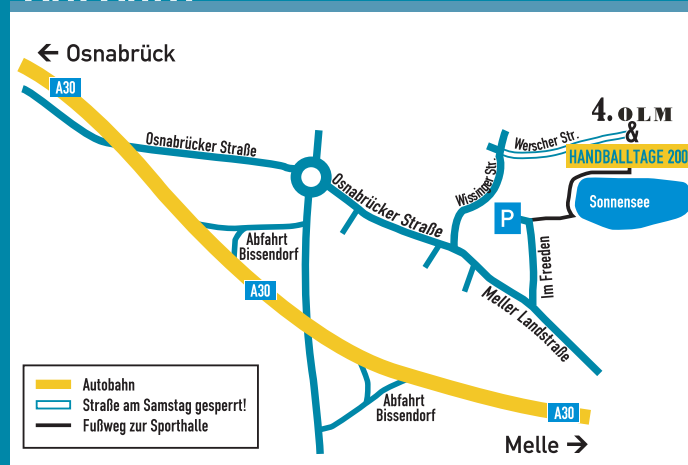 ← Osnabrück
A30
Osnabrücker Straße
4. OLM
&
HANDBALLTAGE 200
Werscher Str.
Wissinger Str.
Osnabrücker Straße
Sonnensee
P
Abfahrt
Bissendorf
Im Freeden
A30
Meller Landstraße
Autobahn
Straße am Samstag gesperrt!
Fußweg zur Sporthalle
Abfahrt
Bissendorf
A30
Melle →